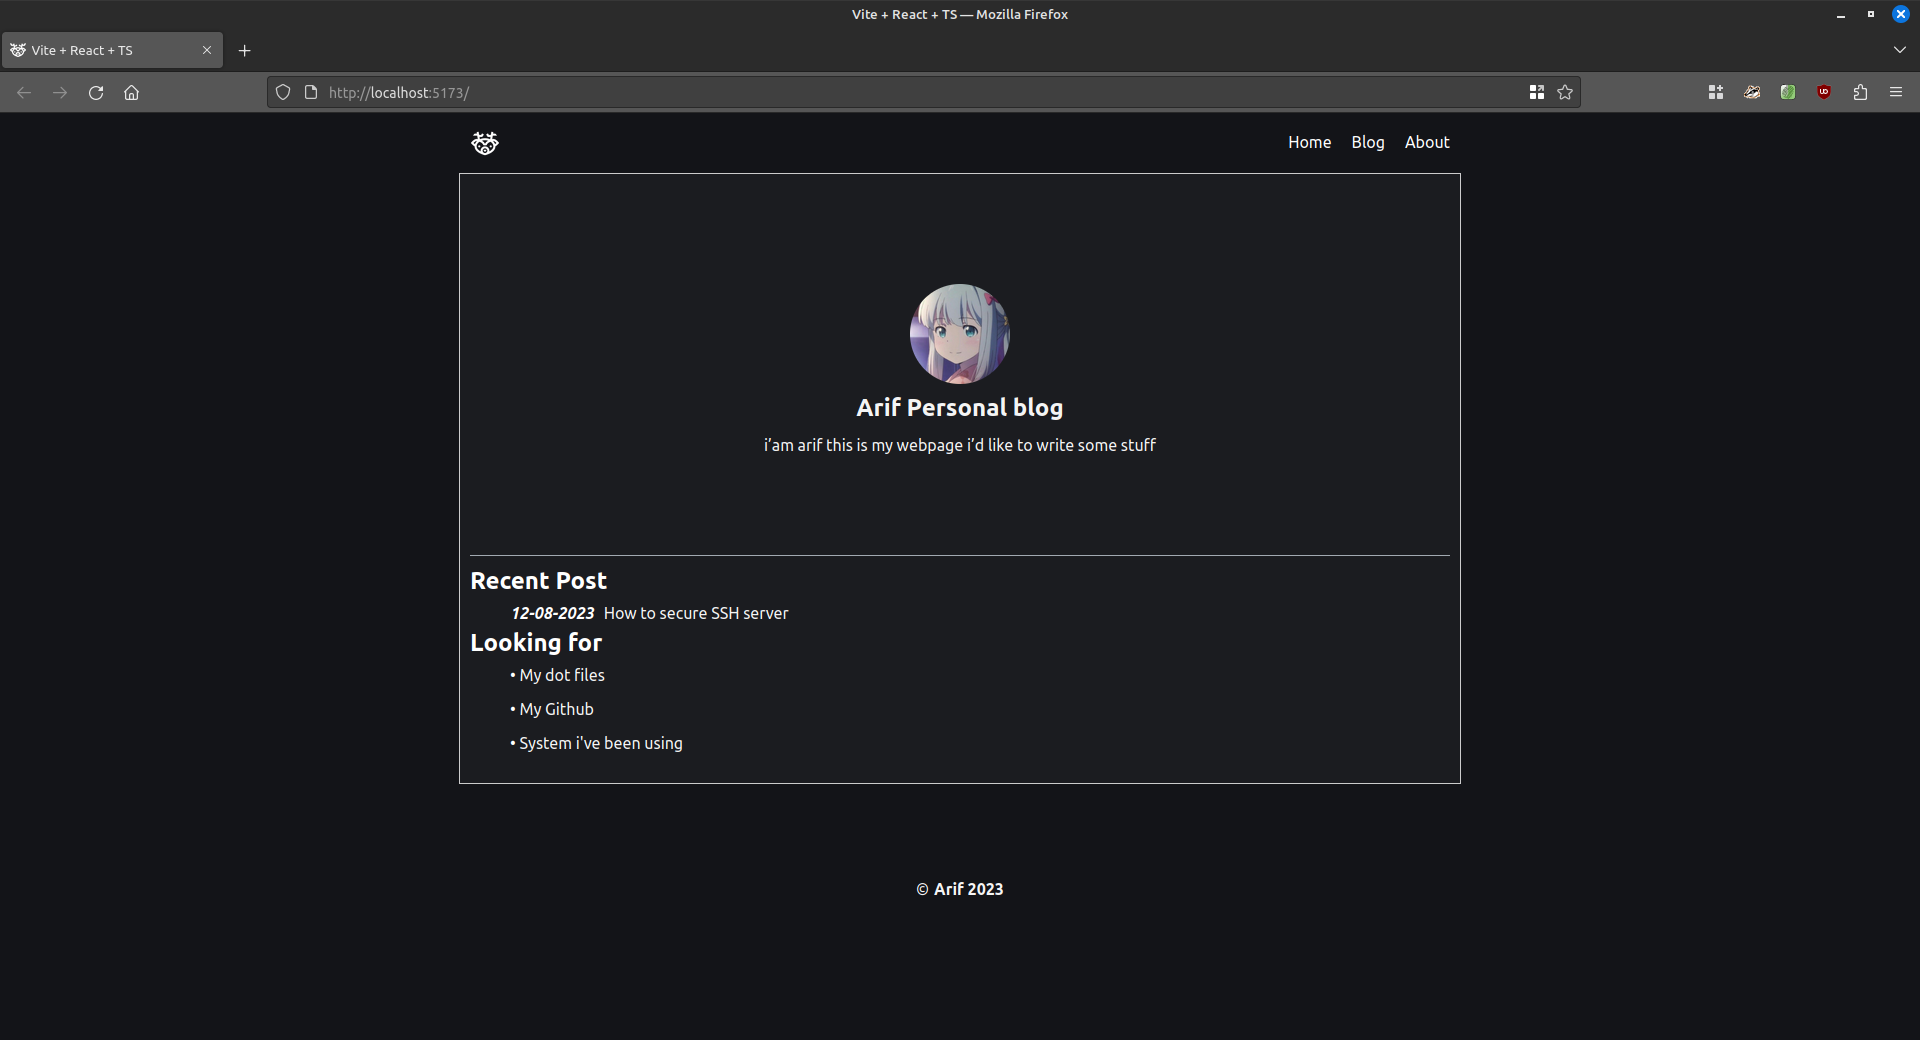 Vite + React + TS — Mozilla Firefox
Vite + React + TS
http://localhost:5173/
Home Blog About
Arif Personal blog
i’am arif this is my webpage i’d like to write some stuff
Recent Post
12-08-2023 How to secure SSH server
Looking for
• My dot files
• My Github
• System i've been using
© Arif 2023